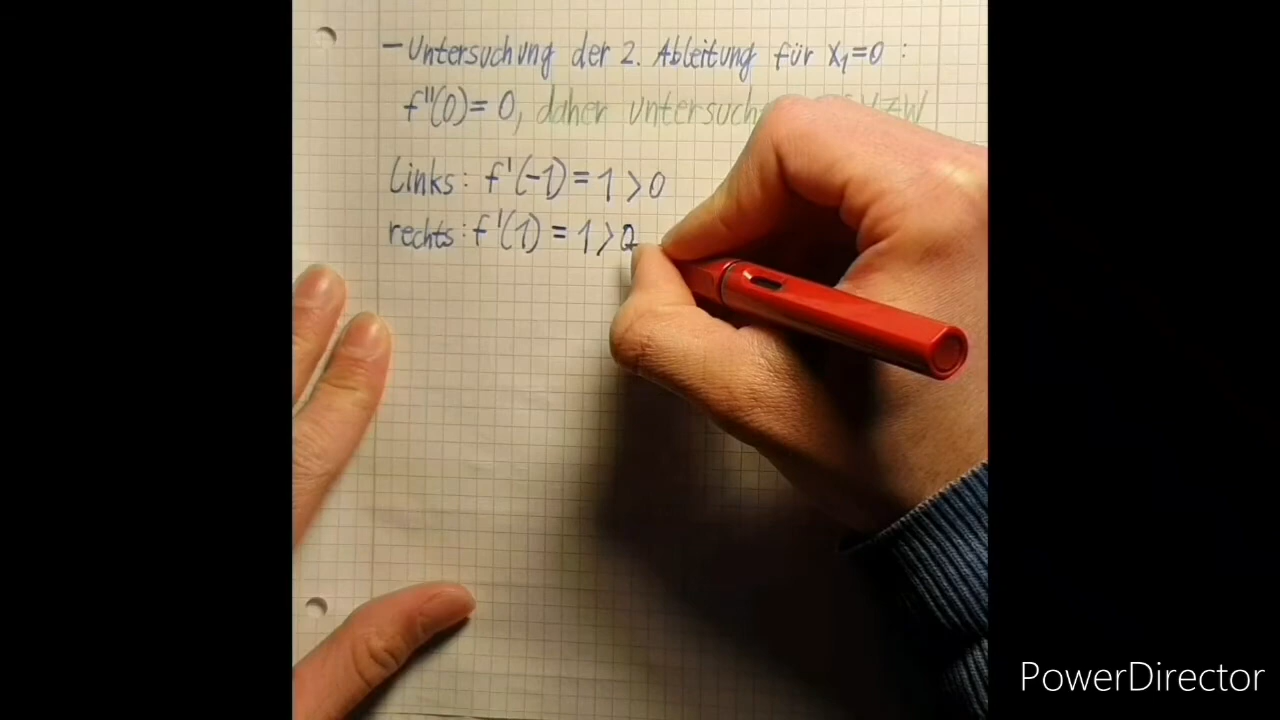 - Untersuchung der 2. Ableitung für x₁=0 :
f''(0)= 0, daher VZW
links: f'(-1)=1>0
rechts: f'(1) =1>0
PowerDirector